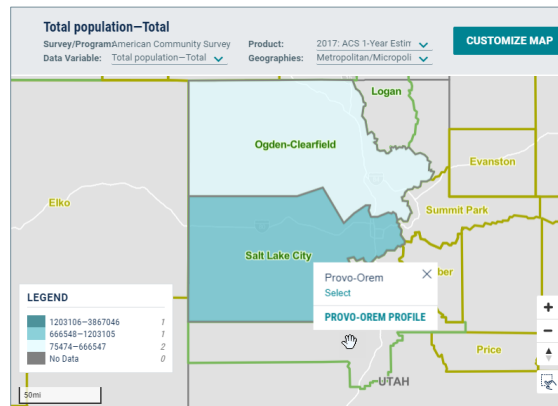 Total population—Total
Survey/Program: American Community Survey Product: 2017: ACS 1-Year Estim
Data Variable: Total population—Total Geographies: Metropolitan/Micropoli
CUSTOMIZE MAP
Logan
Ogden-Clearfield
Evanston
Elko
Summit Park
Salt Lake City
Provo-Orem
Select
PROVO-OREM PROFILE
ber
LEGEND
1203106—3867046 1
666548—1203105 1
75474—666547 2
No Data 0
Price
UTAH
50mi